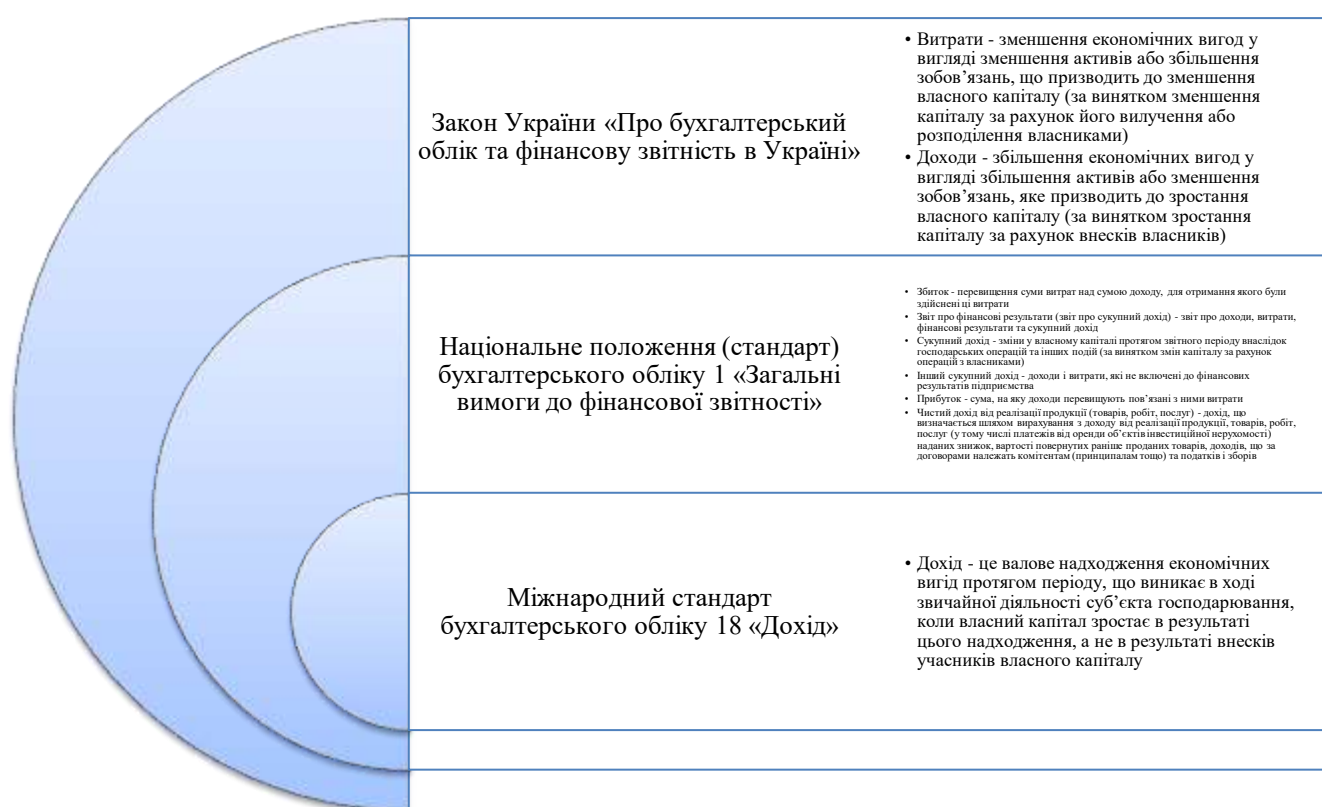 Закон України «Про бухгалтерський
облік та фінансову звітність в Україні»
• Витрати - зменшення економічних вигод у
вигляді зменшення активів або збільшення
зобов’язань, що призводить до зменшення
власного капіталу (за винятком зменшення
капіталу за рахунок його вилучення або
розподілення власниками)
• Доходи - збільшення економічних вигод у
вигляді збільшення активів або зменшення
зобов’язань, яке призводить до зростання
власного капіталу (за винятком зростання
капіталу за рахунок внесків власників)
Національне положення (стандарт)
бухгалтерського обліку 1 «Загальні
вимоги до фінансової звітності»
• Збиток - перевищення суми витрат над сумою доходу, для отримання якого були
здійснені ці витрати
• Звіт про фінансові результати (звіт про сукупний дохід) - звіт про доходи, витрати,
фінансові результати та сукупний дохід
• Сукупний дохід - зміни у власному капіталі протягом звітного періоду внаслідок
господарських операцій та інших подій (за винятком змін капіталу за рахунок
операцій з власниками)
• Інший сукупний дохід - доходи і витрати, які не включені до фінансових
результатів підприємства
• Прибуток - сума, на яку доходи перевищують пов’язані з ними витрати
• Чистий дохід від реалізації продукції (товарів, робіт, послуг) - дохід, що
визначається шляхом вирахування з доходу від реалізації продукції, товарів, робіт,
послуг (у тому числі платежів від оренди об’єктів інвестиційної нерухомості)
наданих знижок, вартості повернутих раніше проданих товарів, доходів, що за
договорами належать комітентам (принципалам тощо) та податків і зборів
Міжнародний стандарт
бухгалтерського обліку 18 «Дохід»
• Дохід - це валове надходження економічних
вигід протягом періоду, що виникає в ході
звичайної діяльності суб’єкта господарювання,
коли власний капітал зростає в результаті
цього надходження, а не в результаті внесків
учасників власного капіталу